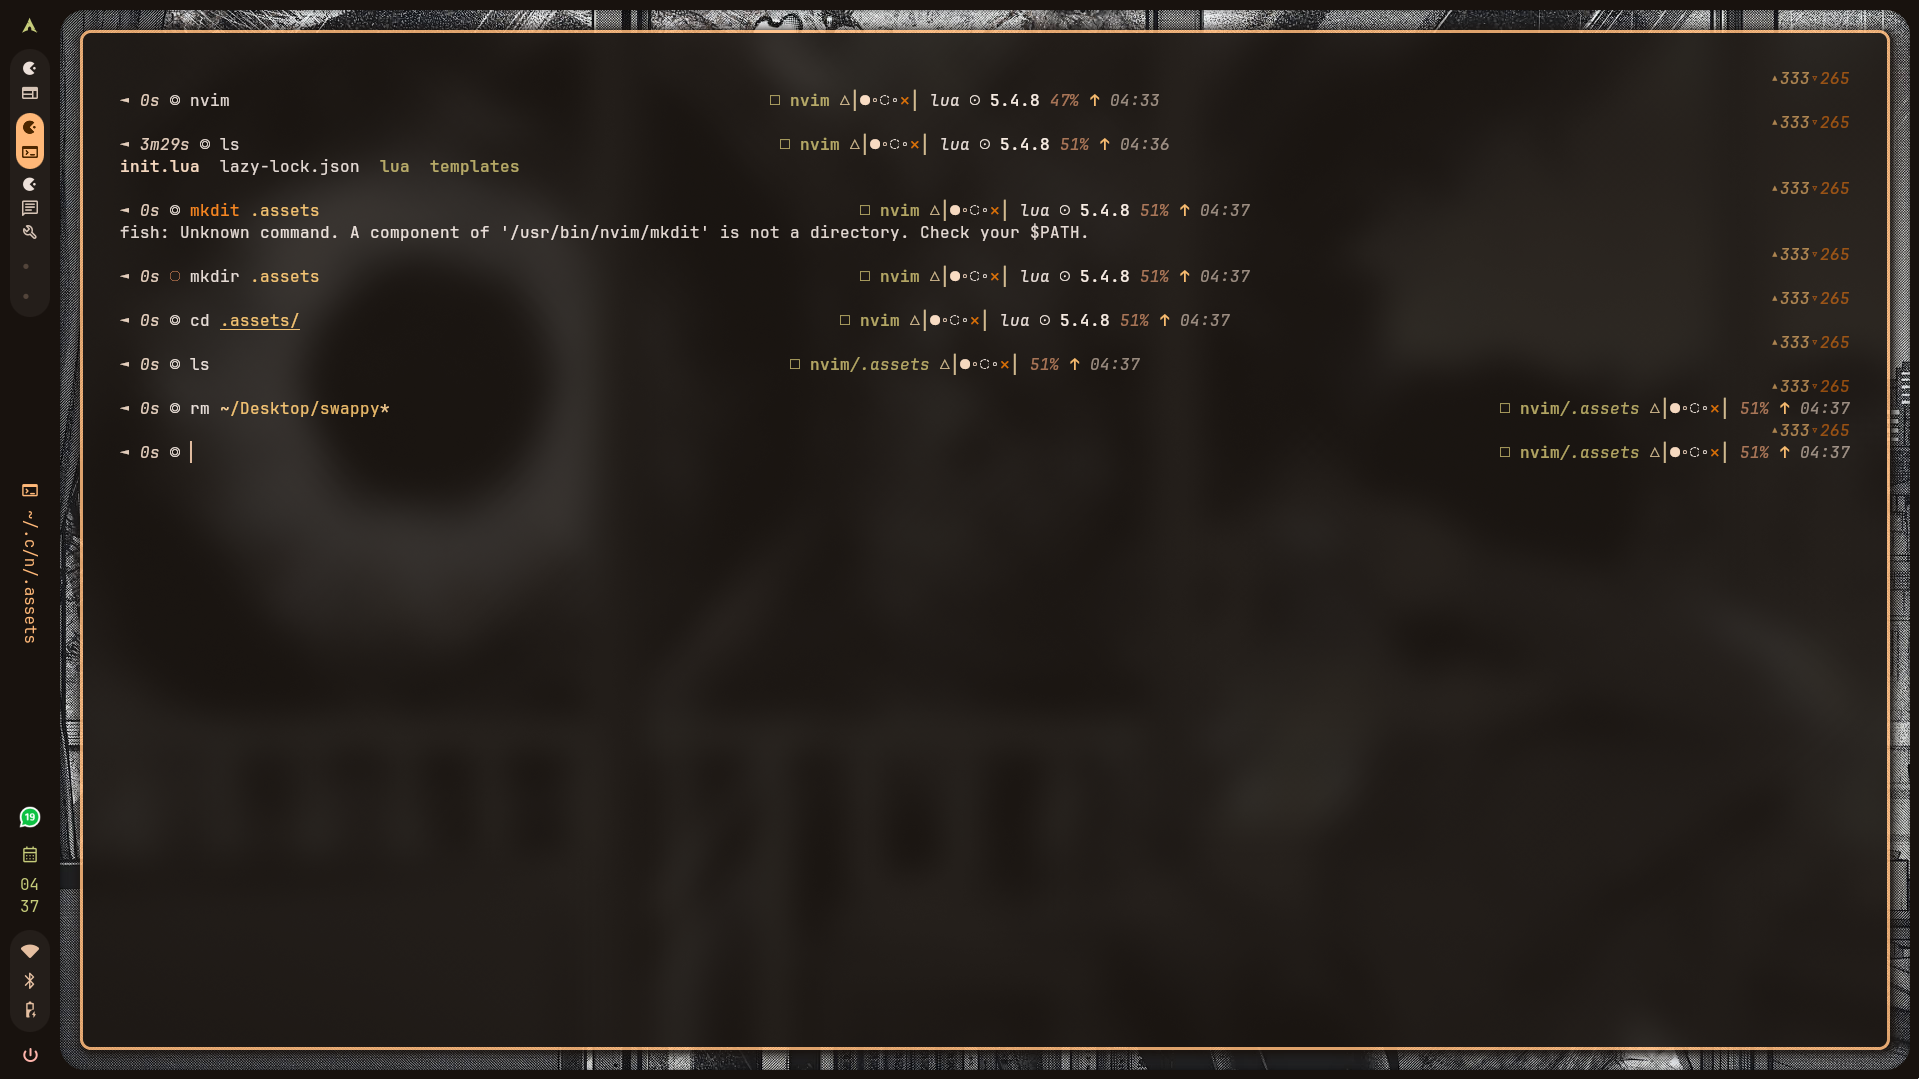 ▴333▿265
◄ 0s ◎ nvim □ nvim △|●∘◌∘×| lua ⊙ 5.4.8 47% ↑ 04:33
▴333▿265
◄ 3m29s ◎ ls □ nvim △|●∘◌∘×| lua ⊙ 5.4.8 51% ↑ 04:36
init.lua lazy-lock.json lua templates
▴333▿265
◄ 0s ◎ mkdit .assets □ nvim △|●∘◌∘×| lua ⊙ 5.4.8 51% ↑ 04:37
fish: Unknown command. A component of '/usr/bin/nvim/mkdit' is not a directory. Check your $PATH.
▴333▿265
◄ 0s ◌ mkdir .assets □ nvim △|●∘◌∘×| lua ⊙ 5.4.8 51% ↑ 04:37
▴333▿265
◄ 0s ◎ cd .assets/ □ nvim △|●∘◌∘×| lua ⊙ 5.4.8 51% ↑ 04:37
▴333▿265
◄ 0s ◎ ls □ nvim/.assets △|●∘◌∘×| 51% ↑ 04:37
▴333▿265
◄ 0s ◎ rm ~/Desktop/swappy* □ nvim/.assets △|●∘◌∘×| 51% ↑ 04:37
▴333▿265
◄ 0s ◎ □ nvim/.assets △|●∘◌∘×| 51% ↑ 04:37
~/.c/n/.assets
19
04
37